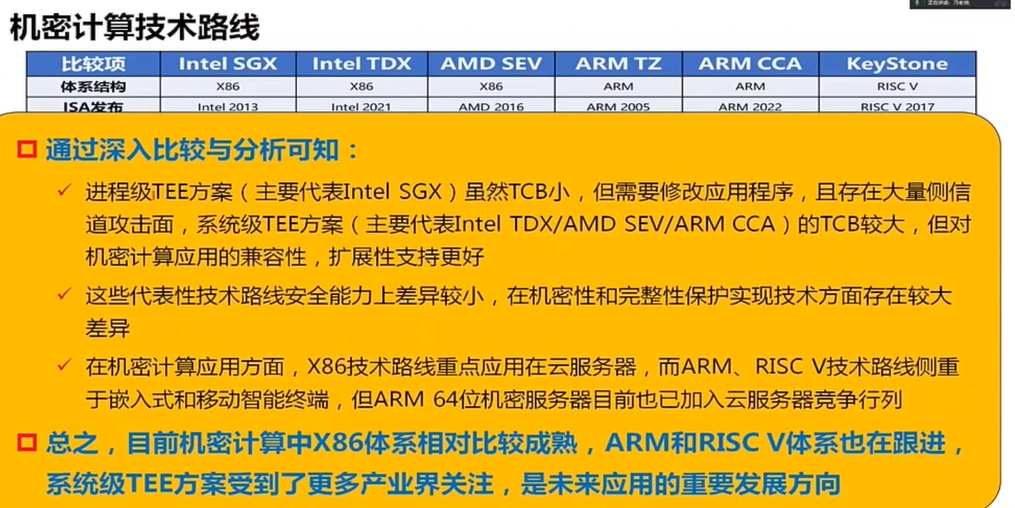 机密计算技术路线
比较项 Intel SGX Intel TDX AMD SEV ARM TZ ARM CCA KeyStone
体系结构 X86 X86 X86 ARM ARM RISC V
ISA发布 Intel 2013 Intel 2021 AMD 2016 ARM 2005 ARM 2022 RISC V 2017
通过深入比较与分析可知：
进程级TEE方案（主要代表Intel SGX）虽然TCB小，但需要修改应用程序，且存在大量侧信
道攻击面，系统级TEE方案（主要代表Intel TDX/AMD SEV/ARM CCA）的TCB较大，但对
机密计算应用的兼容性，扩展性支持更好
这些代表性技术路线安全能力上差异较小，在机密性和完整性保护实现技术方面存在较大
差异
在机密计算应用方面，X86技术路线重点应用在云服务器，而ARM、RISC V技术路线侧重
于嵌入式和移动智能终端，但ARM 64位机密服务器目前也已加入云服务器竞争行列
总之，目前机密计算中X86体系相对比较成熟，ARM和RISC V体系也在跟进，
系统级TEE方案受到了更多产业界关注，是未来应用的重要发展方向